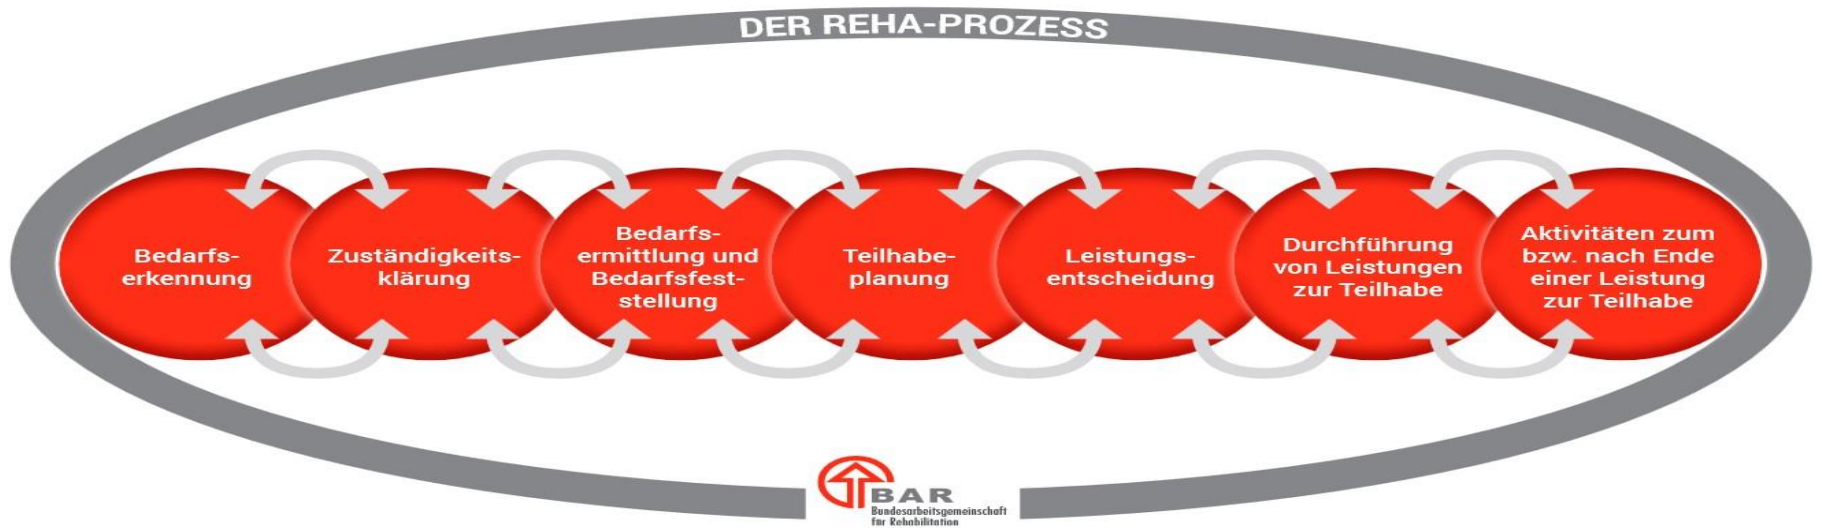 DER REHA-PROZESS
Bedarfs-
erkennung
Zuständigkeits-
klärung
Bedarfs-
ermittlung und
Bedarfsfest-
stellung
Teilhabe-
planung
Leistungs-
entscheidung
Durchführung
von Leistungen
zur Teilhabe
Aktivitäten zum
bzw. nach Ende
einer Leistung
zur Teilhabe
BAR
Bundesarbeitsgemeinschaft
für Rehabilitation